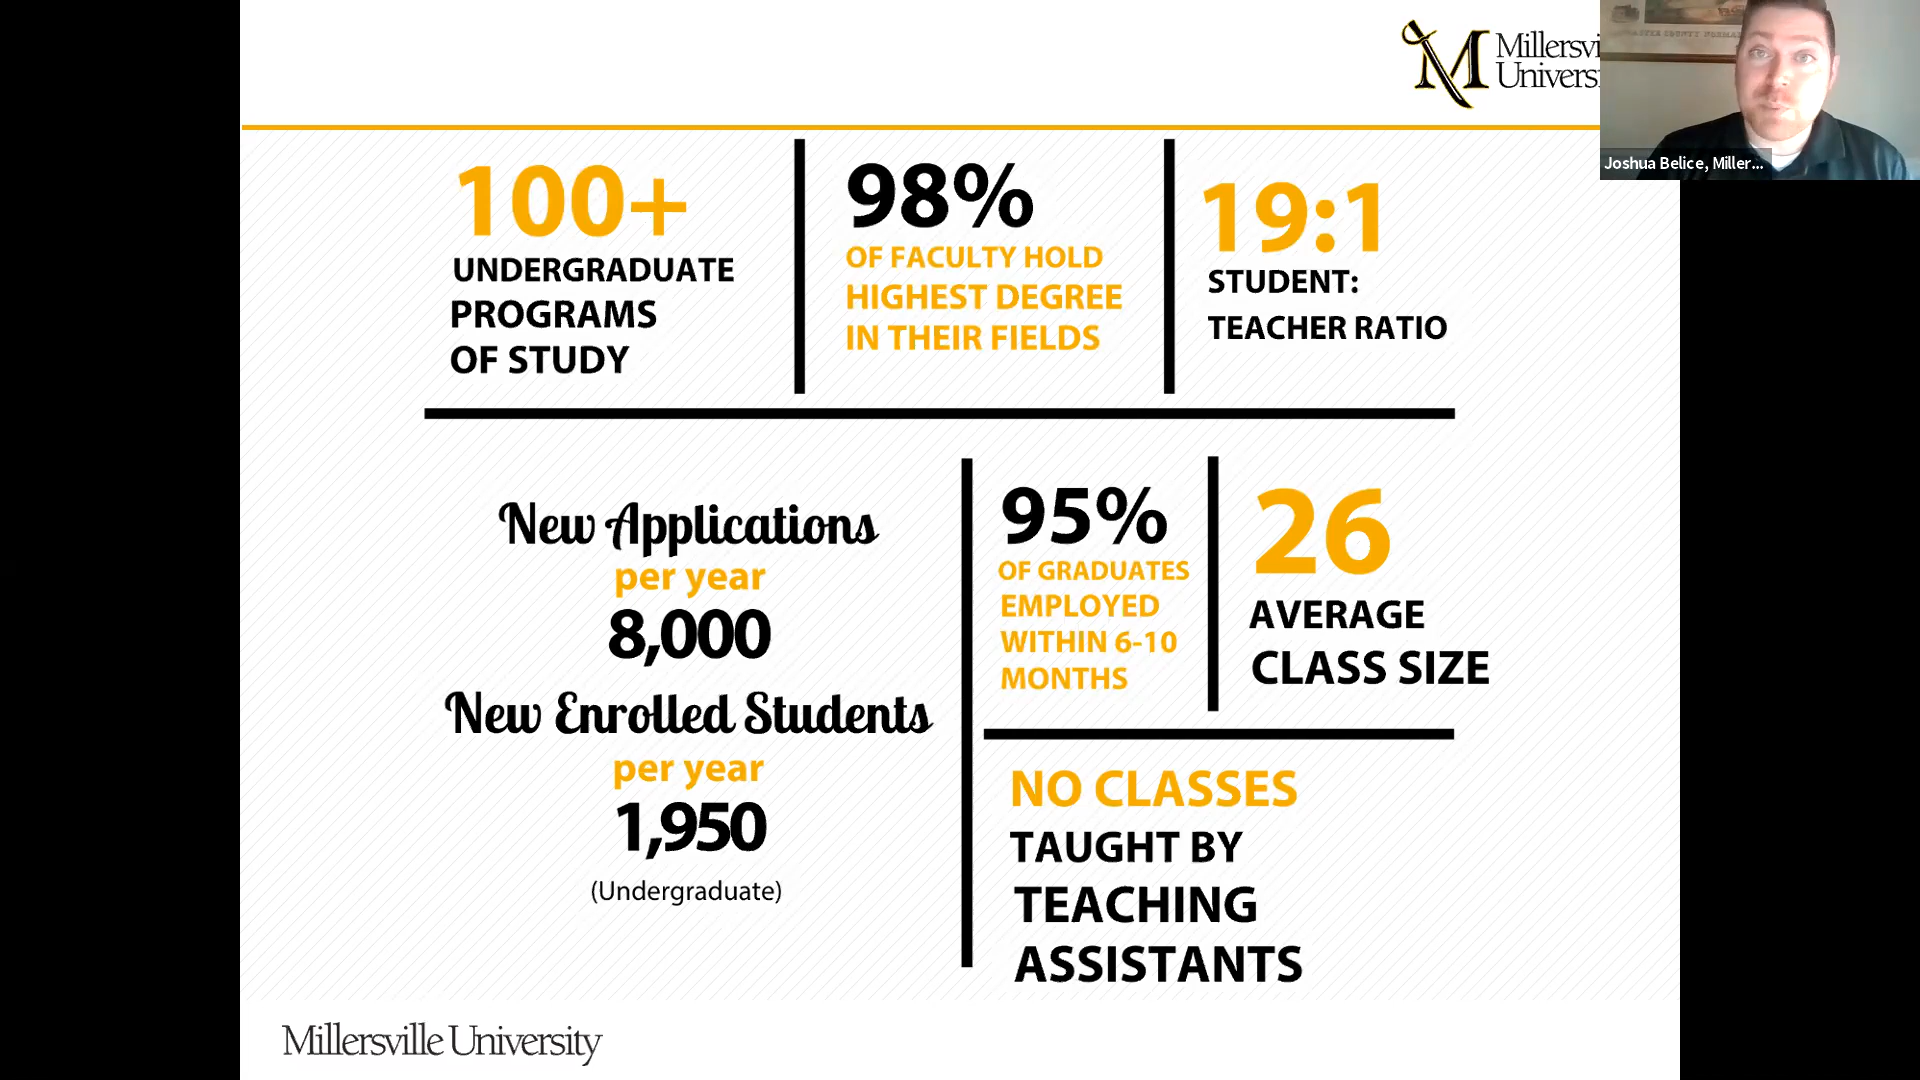 Millersvi
Universi
Joshua Belice, Miller...
100+
UNDERGRADUATE
PROGRAMS
OF STUDY
98%
OF FACULTY HOLD
HIGHEST DEGREE
IN THEIR FIELDS
19:1
STUDENT:
TEACHER RATIO
New Applications
per year
8,000
New Enrolled Students
per year
1,950
(Undergraduate)
95%
OF GRADUATES
EMPLOYED
WITHIN 6-10
MONTHS
26
AVERAGE
CLASS SIZE
NO CLASSES
TAUGHT BY
TEACHING
ASSISTANTS
Millersville University